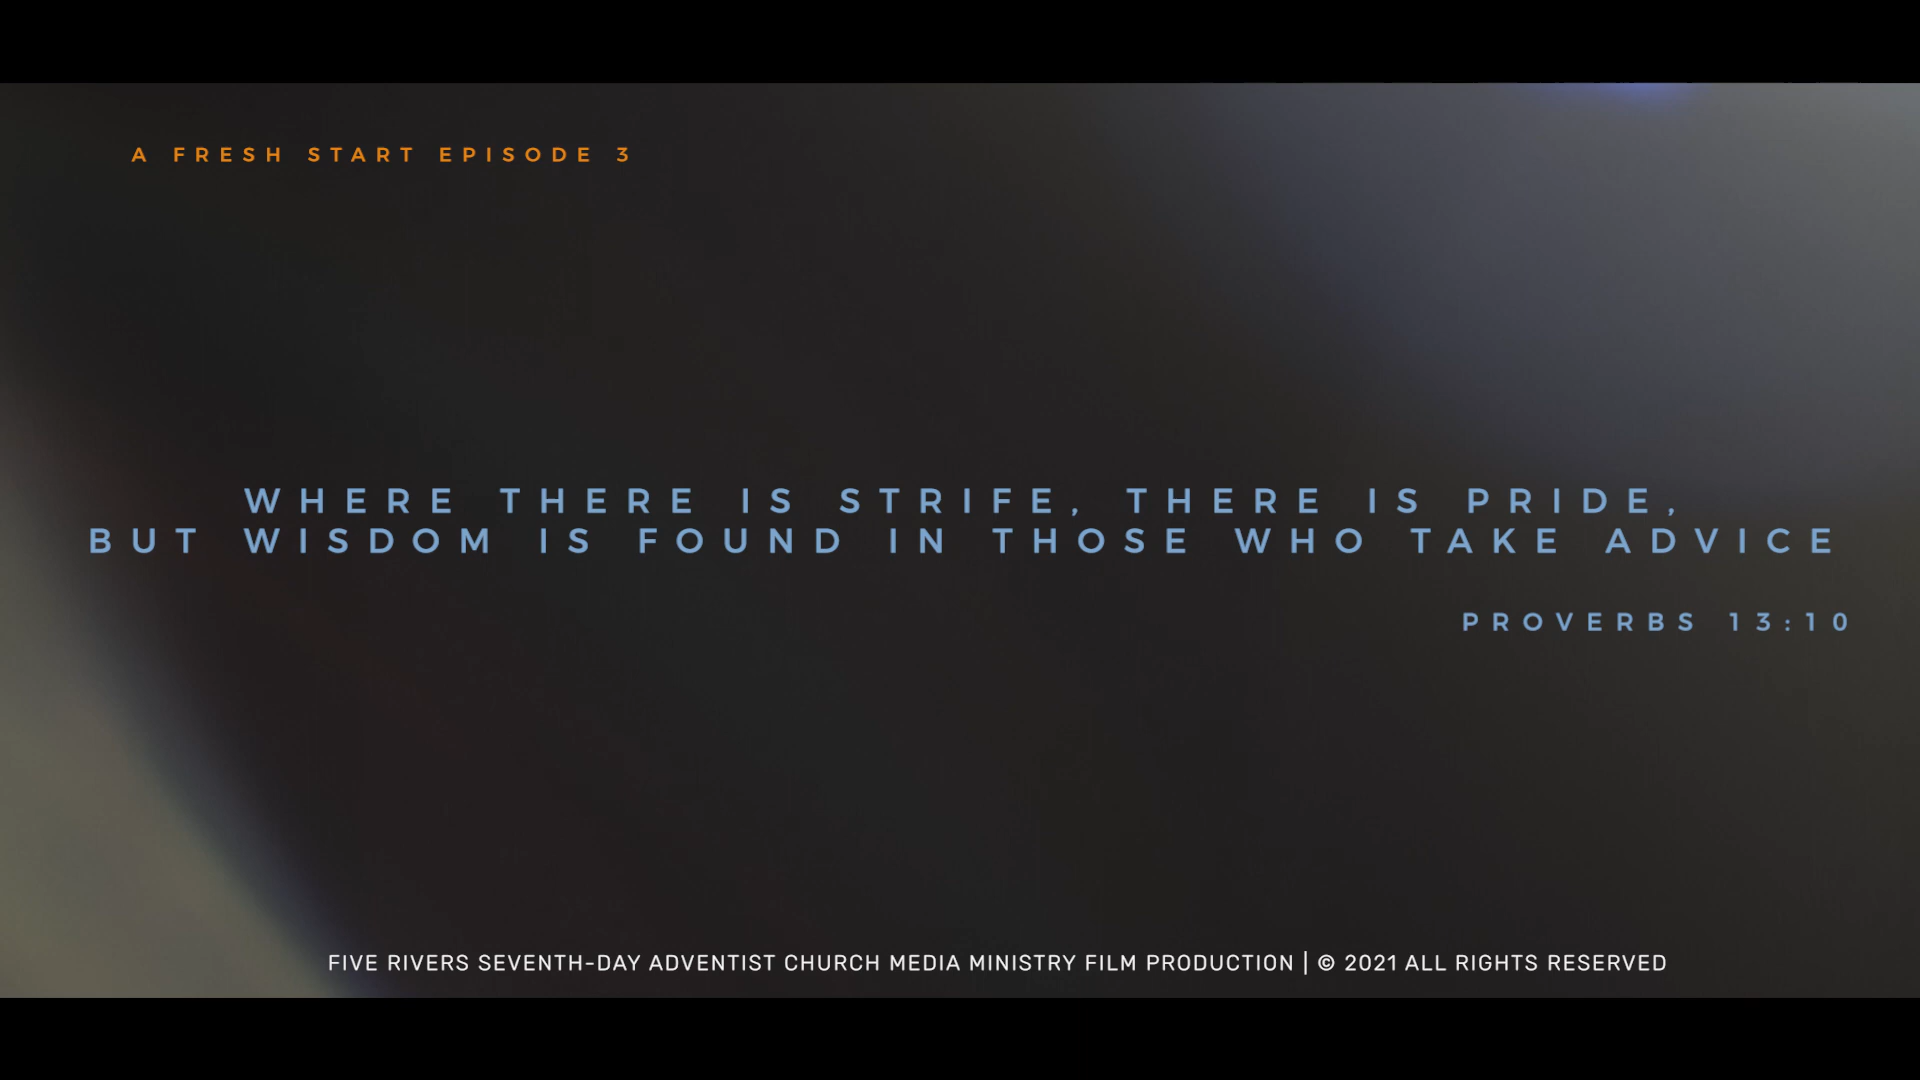 A FRESH START EPISODE 3
WHERE THERE IS STRIFE, THERE IS PRIDE,
BUT WISDOM IS FOUND IN THOSE WHO TAKE ADVICE
PROVERBS 13:10
FIVE RIVERS SEVENTH-DAY ADVENTIST CHURCH MEDIA MINISTRY FILM PRODUCTION | © 2021 ALL RIGHTS RESERVED